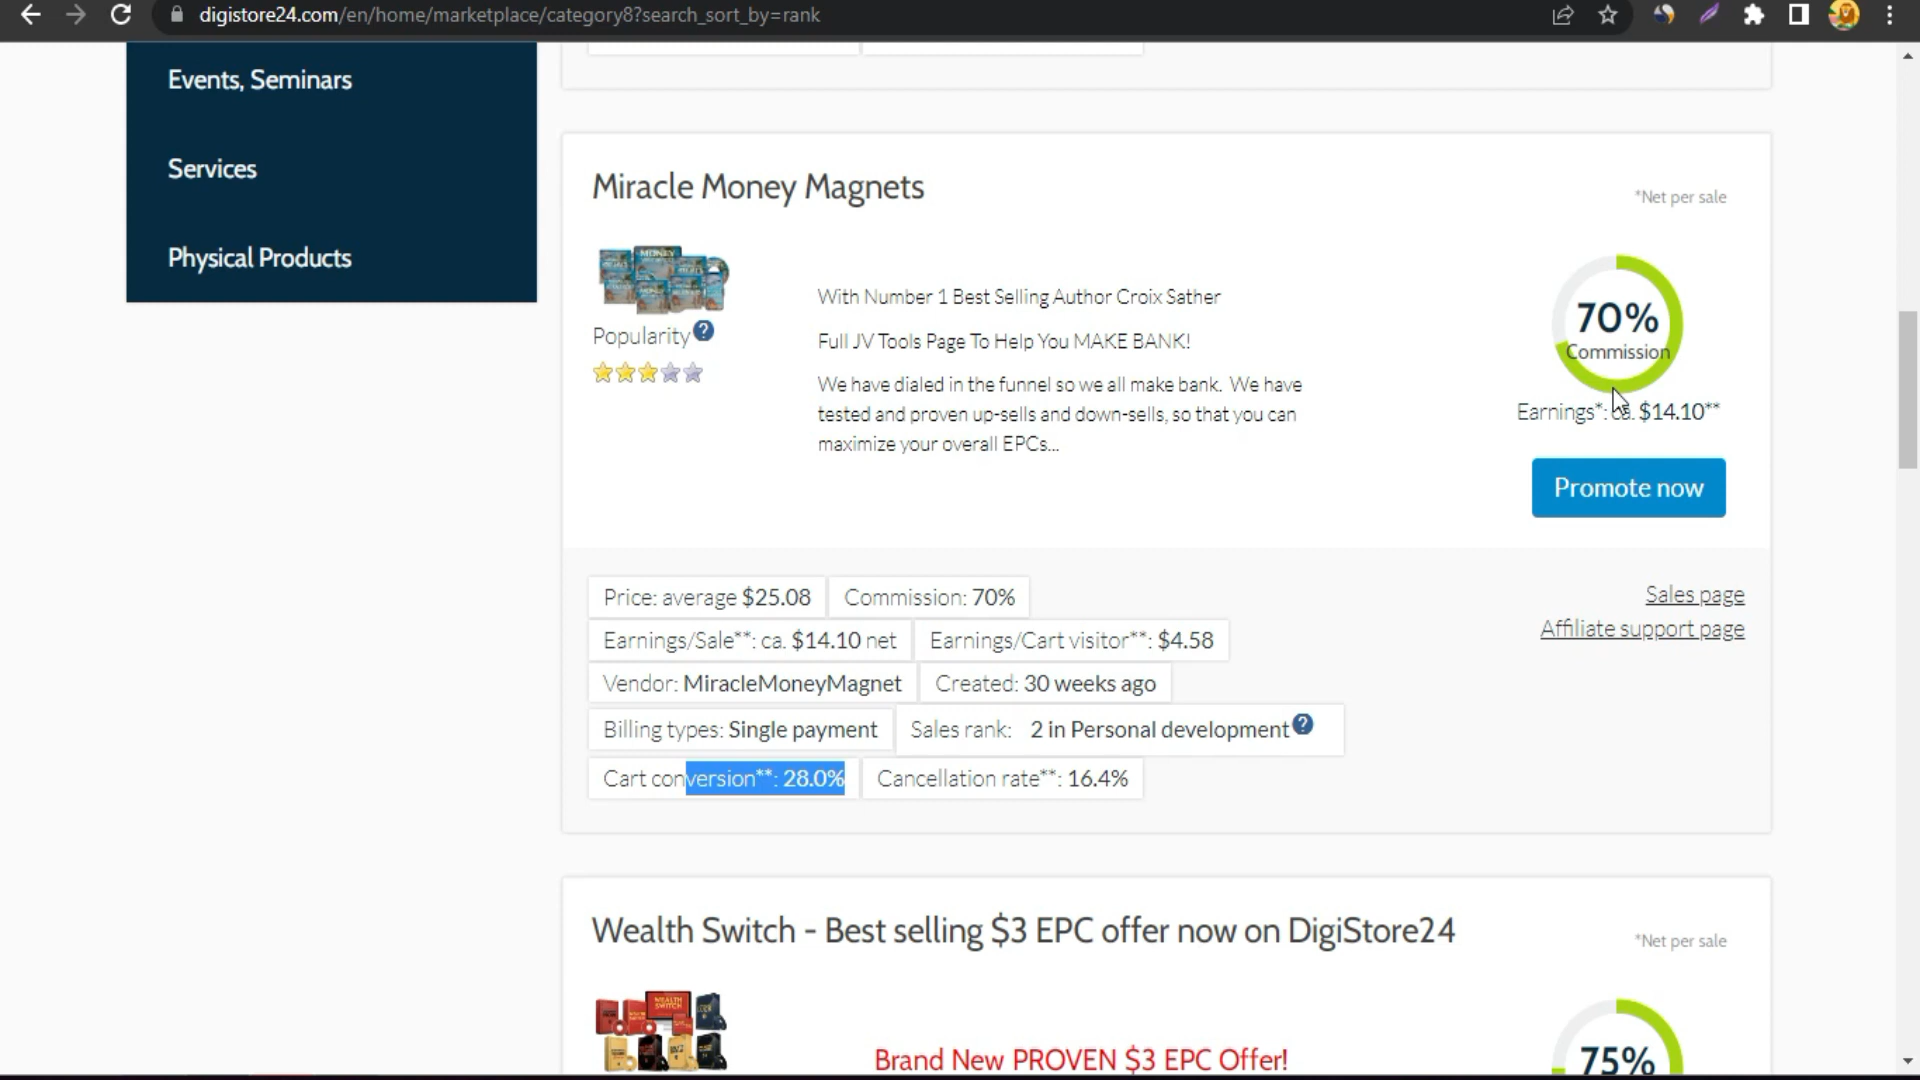 digistore24.com/en/home/marketplace/category8?search_sort_by=rank
Events, Seminars
Services
Physical Products
Miracle Money Magnets
*Net per sale
MONEY
Popularity
With Number 1 Best Selling Author Croix Sather
Full JV Tools Page To Help You MAKE BANK!
We have dialed in the funnel so we all make bank. We have
tested and proven up-sells and down-sells, so that you can
maximize your overall EPCs...
70%
Commission
Earnings*: ca. $14.10**
Promote now
Price: average $25.08
Commission: 70%
Earnings/Sale**: ca. $14.10 net
Earnings/Cart visitor**: $4.58
Vendor: MiracleMoneyMagnet
Created: 30 weeks ago
Billing types: Single payment
Sales rank: 2 in Personal development
Cart conversion**: 28.0%
Cancellation rate**: 16.4%
Sales page
Affiliate support page
Wealth Switch - Best selling $3 EPC offer now on DigiStore24
*Net per sale
WEALTH
SWITCH
Brand New PROVEN $3 EPC Offer!
75%